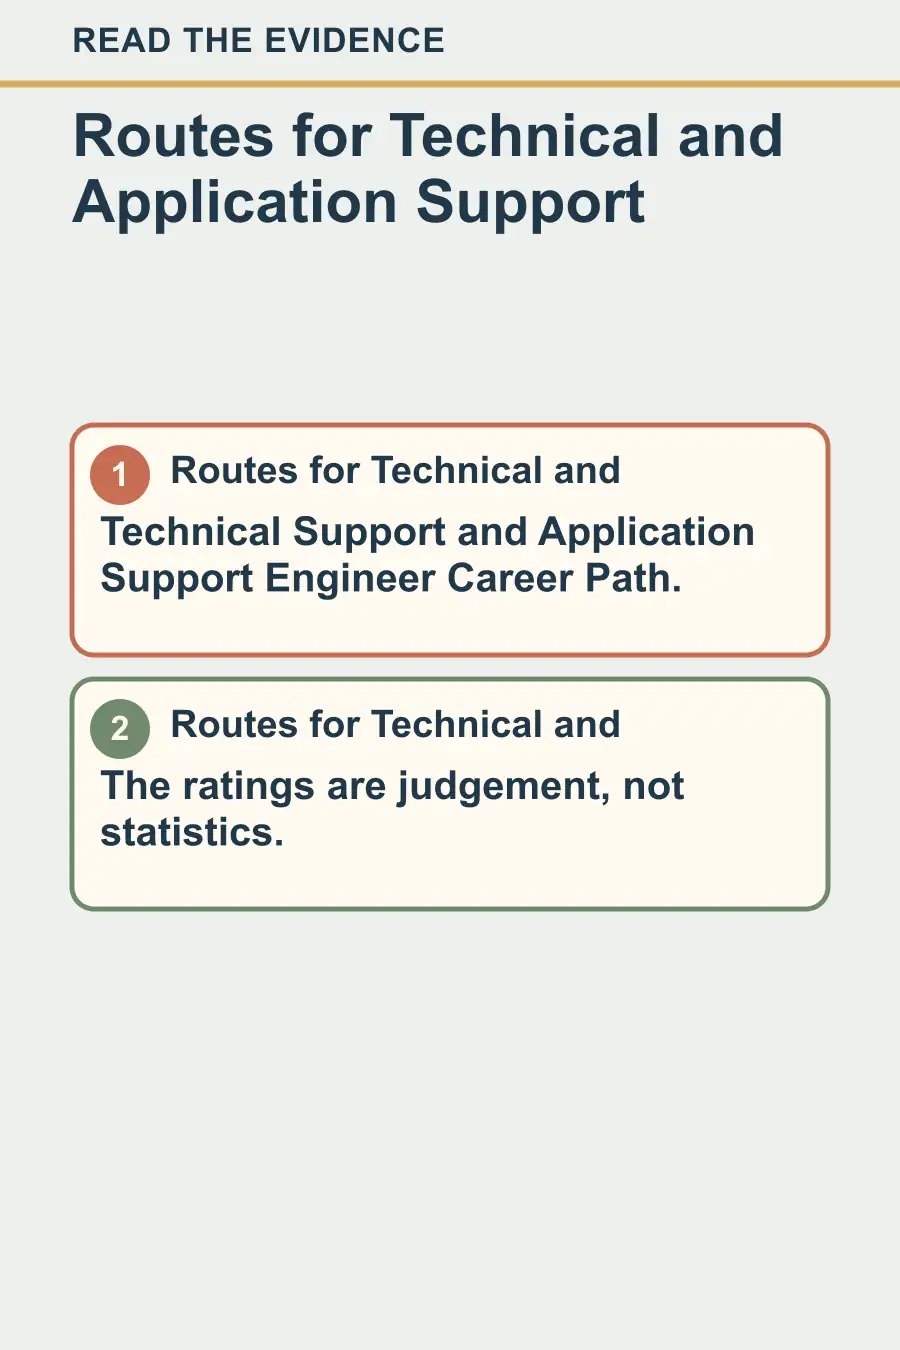 READ THE EVIDENCE
Routes for Technical and
Application Support
1 Routes for Technical and
Technical Support and Application
Support Engineer Career Path.
2 Routes for Technical and
The ratings are judgement, not
statistics.